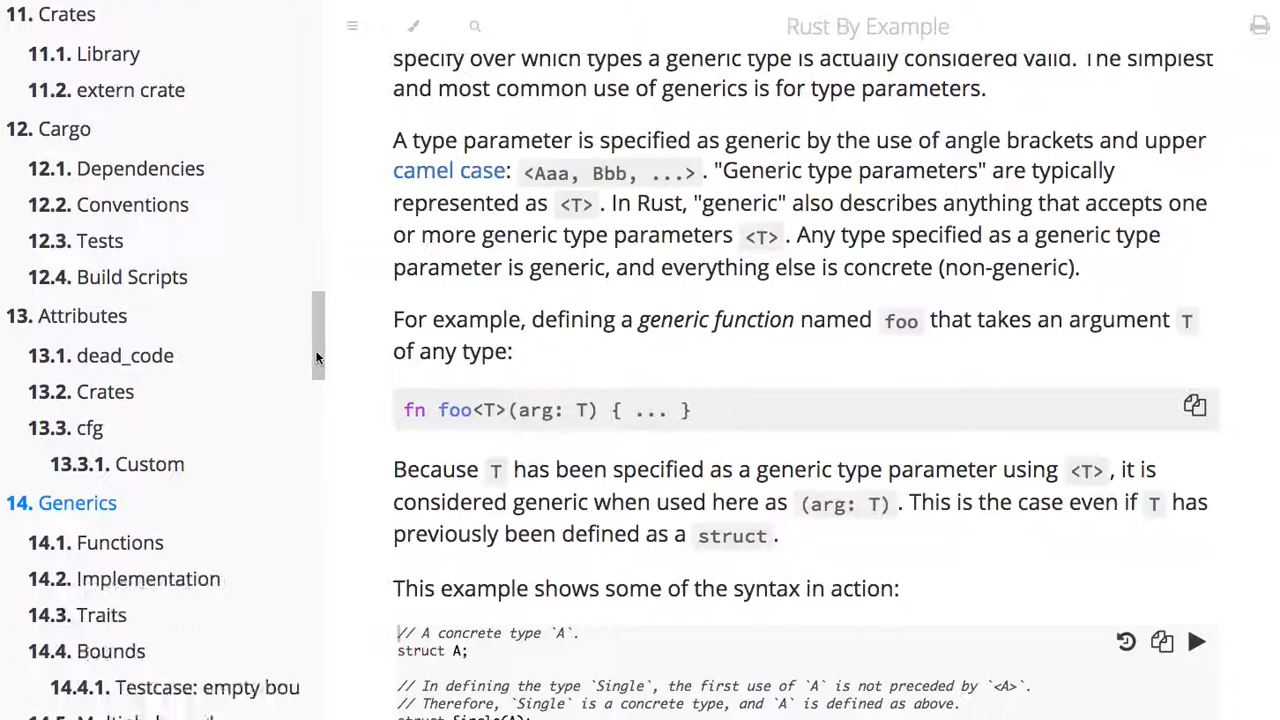 11. Crates
11.1. Library
11.2. extern crate
12. Cargo
12.1. Dependencies
12.2. Conventions
12.3. Tests
12.4. Build Scripts
13. Attributes
13.1. dead_code
13.2. Crates
13.3. cfg
13.3.1. Custom
14. Generics
14.1. Functions
14.2. Implementation
14.3. Traits
14.4. Bounds
14.4.1. Testcase: empty bou
Rust By Example
specify over which types a generic type is actually considered valid. The simplest
and most common use of generics is for type parameters.
A type parameter is specified as generic by the use of angle brackets and upper
camel case: <Aaa, Bbb, ...>. "Generic type parameters" are typically
represented as <T>. In Rust, "generic" also describes anything that accepts one
or more generic type parameters <T>. Any type specified as a generic type
parameter is generic, and everything else is concrete (non-generic).
For example, defining a generic function named foo that takes an argument T
of any type:
fn foo<T>(arg: T) { ... }
Because T has been specified as a generic type parameter using <T>, it is
considered generic when used here as (arg: T). This is the case even if T has
previously been defined as a struct.
This example shows some of the syntax in action:
// A concrete type `A`.
struct A;
// In defining the type `Single`, the first use of `A` is not preceded by `<A>`.
// Therefore, `Single` is a concrete type, and `A` is defined as above.
struct Single(A);